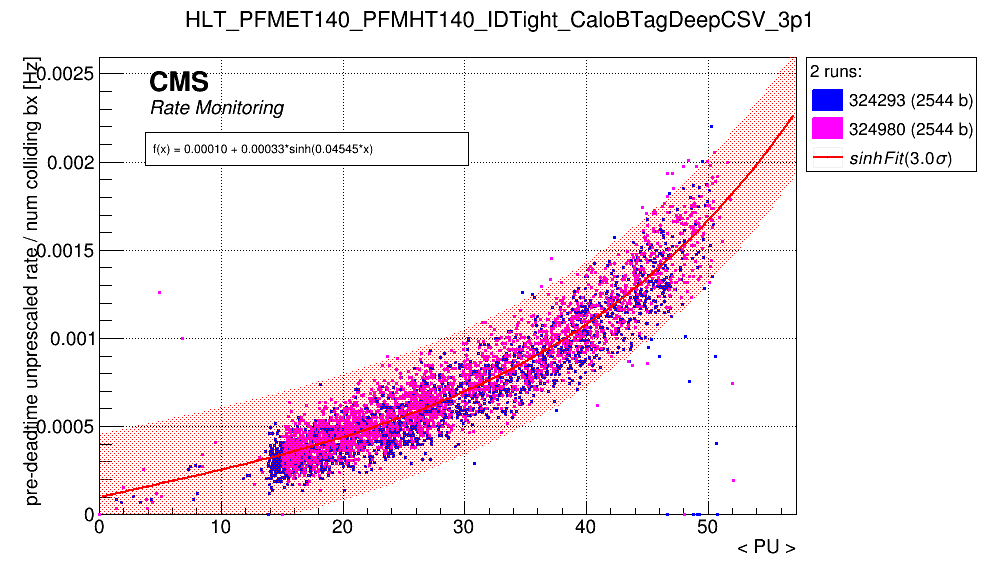 HLT_PFMET140_PFMHT140_IDTight_CaloBTagDeepCSV_3p1
pre-deadtime unprescaled rate / num colliding bx [Hz]
0.0025
0.002
0.0015
0.001
0.0005
0
CMS
Rate Monitoring
f(x) = 0.00010 + 0.00033*sinh(0.04545*x)
2 runs:
324293 (2544 b)
324980 (2544 b)
sinhFit(3.0σ)
0 10 20 30 40 50
< PU >